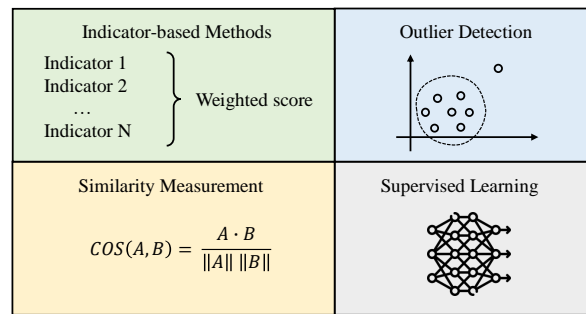 Indicator-based Methods
Indicator 1
Indicator 2
...
Indicator N
Weighted score
Outlier Detection
Similarity Measurement
COS(A, B) = A · B / ‖A‖ ‖B‖
Supervised Learning